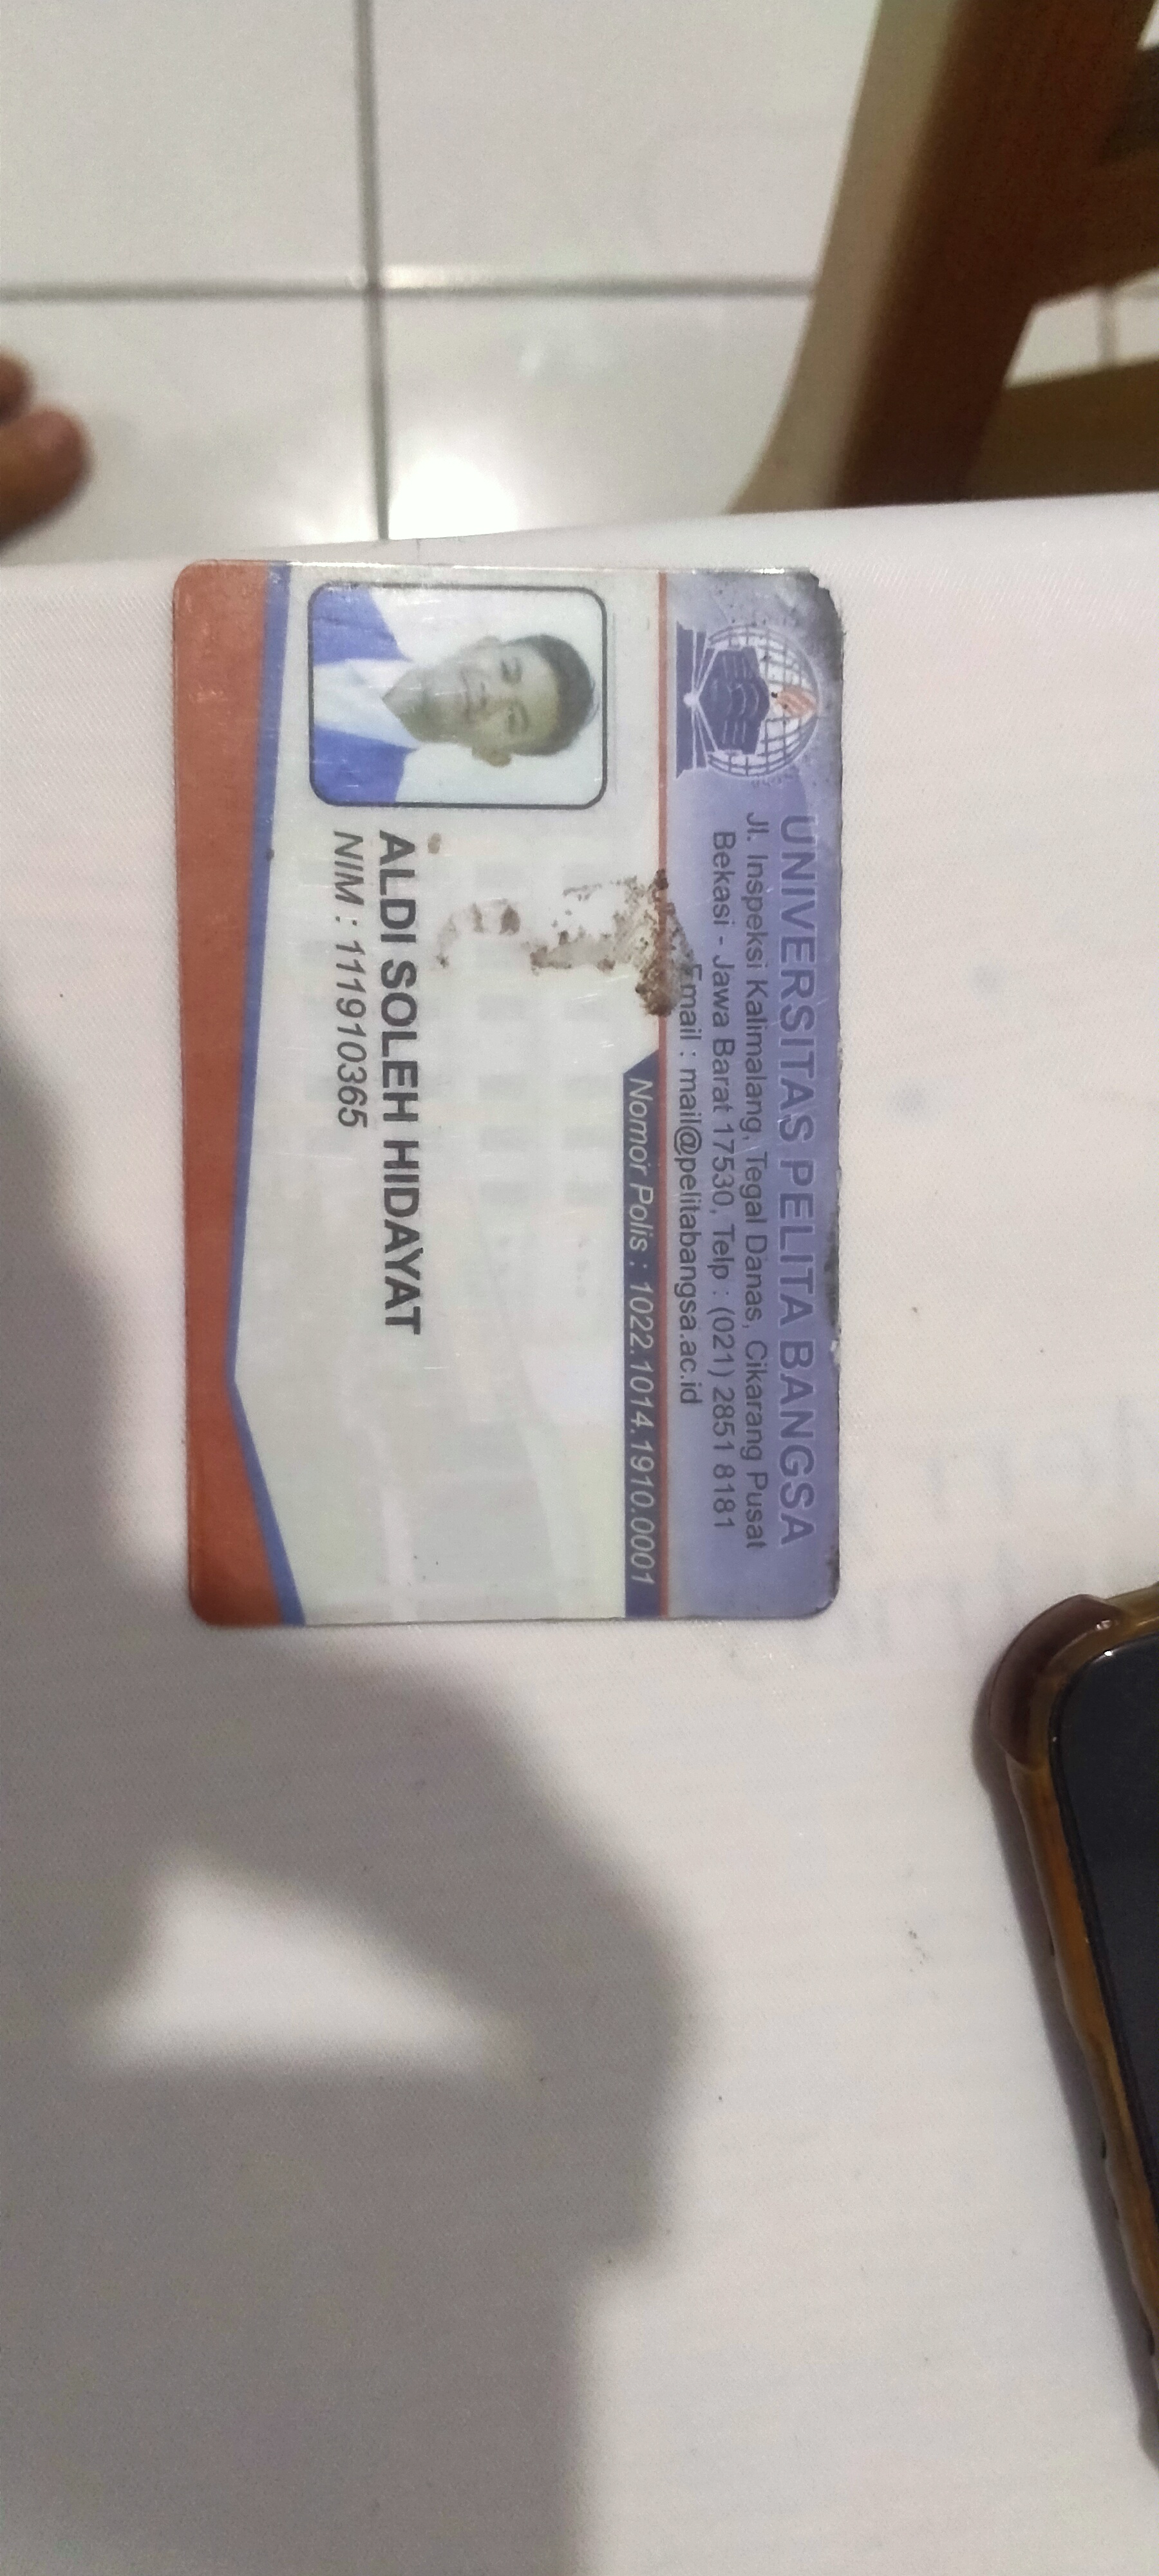 UNIVERSITAS PELITA BANGSA
Jl. Inspeksi Kalimalang, Tegal Danas, Cikarang Pusat
Bekasi - Jawa Barat 17530, Telp : (021) 2851 8181
Email : mail@pelitabangsa.ac.id
Nomor Polis : 1022.1014.1910.0001
ALDI SOLEH HIDAYAT
NIM : 111910365